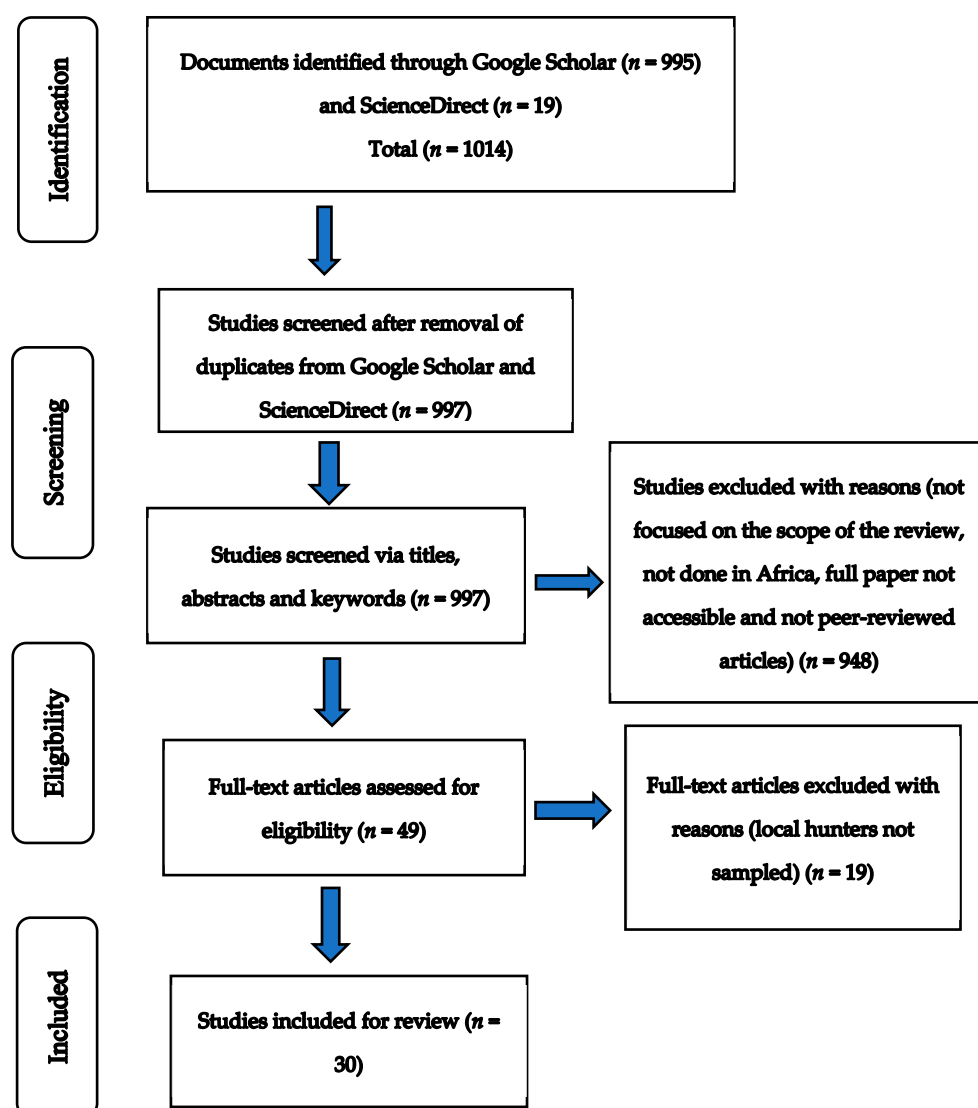 Identification
Documents identified through Google Scholar (n = 995)
and ScienceDirect (n = 19)
Total (n = 1014)
Screening
Studies screened after removal of
duplicates from Google Scholar and
ScienceDirect (n = 997)
Studies screened via titles,
abstracts and keywords (n = 997)
Studies excluded with reasons (not
focused on the scope of the review,
not done in Africa, full paper not
accessible and not peer-reviewed
articles) (n = 948)
Eligibility
Full-text articles assessed for
eligibility (n = 49)
Full-text articles excluded with
reasons (local hunters not
sampled) (n = 19)
Included
Studies included for review (n =
30)